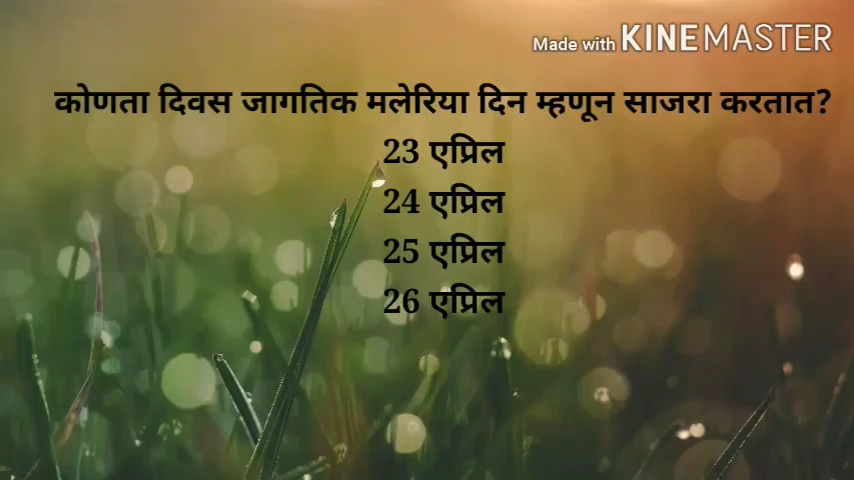 Made with KINEMASTER
कोणता दिवस जागतिक मलेरिया दिन म्हणून साजरा करतात?
23 एप्रिल
24 एप्रिल
25 एप्रिल
26 एप्रिल